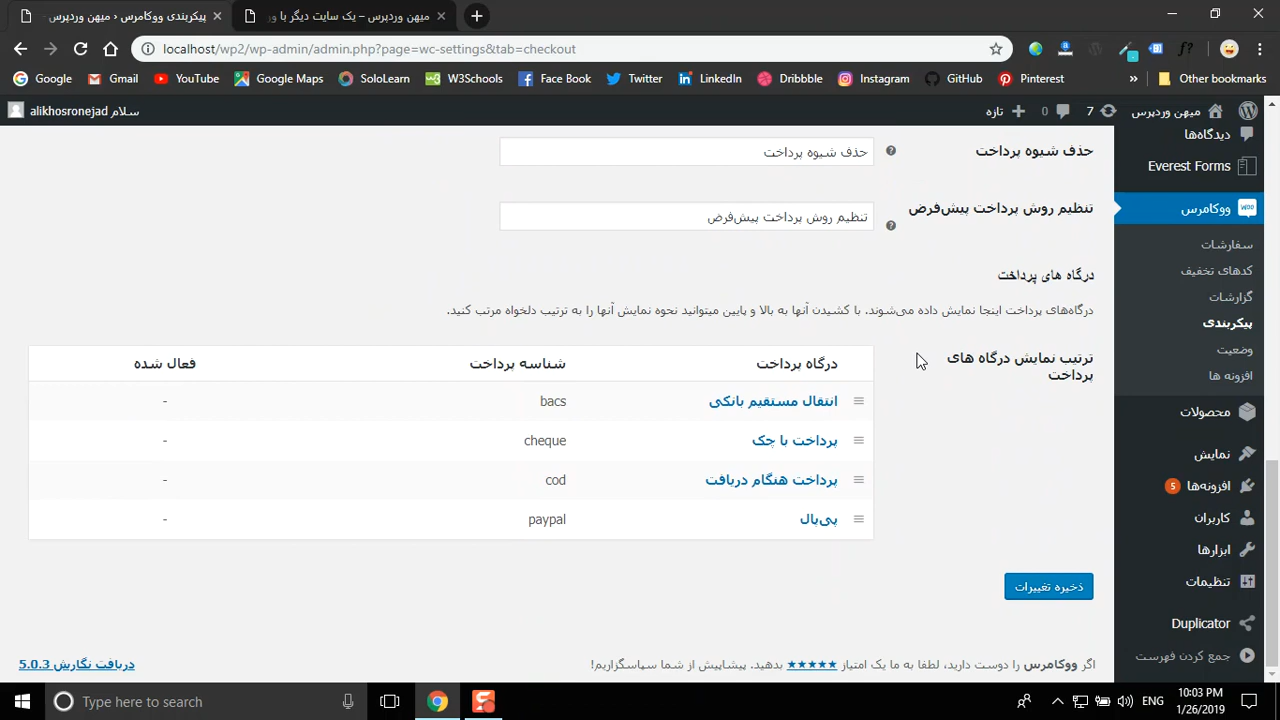 پیکربندی ووکامرس ‹ میهن وردپرس
میهن وردپرس – یک سایت دیگر با ور
localhost/wp2/wp-admin/admin.php?page=wc-settings&tab=checkout
Google
Gmail
YouTube
Google Maps
SoloLearn
W3Schools
Face Book
Twitter
LinkedIn
Dribbble
Instagram
GitHub
Pinterest
»
Other bookmarks
میهن وردپرس
7
0
تازه
سلام alikhosronejad
دیدگاه‌ها
Everest Forms
ووکامرس
سفارشات
کدهای تخفیف
گزارشات
پیکربندی
وضعیت
افزونه ها
محصولات
نمایش
افزونه‌ها 5
کاربران
ابزارها
تنظیمات
Duplicator
جمع کردن فهرست
حذف شیوه پرداخت
حذف شیوه پرداخت
تنظیم روش پرداخت پیش‌فرض
تنظیم روش پرداخت پیش‌فرض
درگاه های پرداخت
درگاه‌های پرداخت اینجا نمایش داده می‌شوند. با کشیدن آنها به بالا و پایین میتوانید نحوه نمایش آنها را به ترتیب دلخواه مرتب کنید.
ترتیب نمایش درگاه های
پرداخت
درگاه پرداخت شناسه پرداخت فعال شده
انتقال مستقیم بانکی bacs -
پرداخت با چک cheque -
پرداخت هنگام دریافت cod -
پی‌پال paypal -
ذخیره تغییرات
اگر ووکامرس را دوست دارید، لطفا به ما یک امتیاز ★★★★★ بدهید. پیشاپیش از شما سپاسگزاریم!
دریافت نگارش 5.0.3
Type here to search
ENG
10:03 PM
1/26/2019